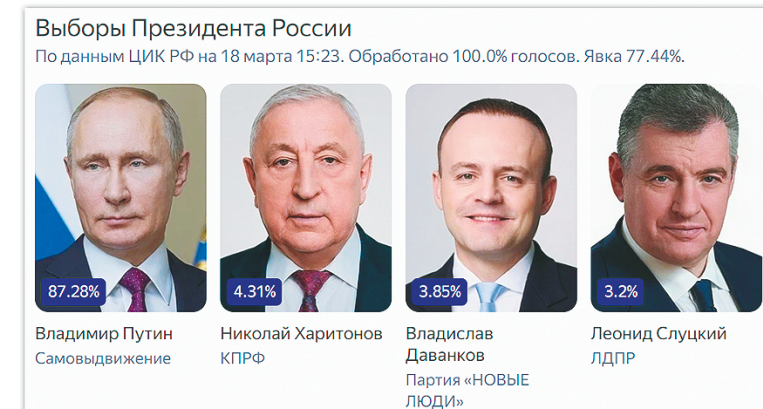 Выборы Президента России
По данным ЦИК РФ на 18 марта 15:23. Обработано 100.0% голосов. Явка 77.44%.
87.28% 4.31% 3.85% 3.2%
Владимир Путин Николай Харитонов Владислав Леонид Слуцкий
Даванков
Самовыдвижение КПРФ ЛДПР
Партия «НОВЫЕ
ЛЮДИ»